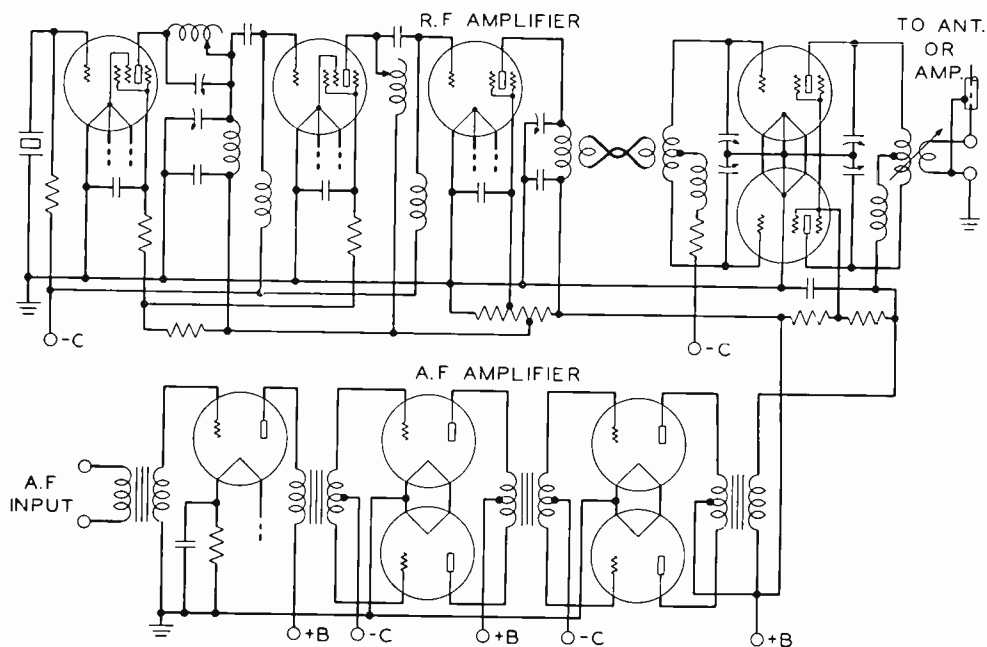 R.F AMPLIFIER
TO ANT.
OR
AMP.
-C
-C
A.F AMPLIFIER
A.F
INPUT
+B
-C
+B
-C
+B